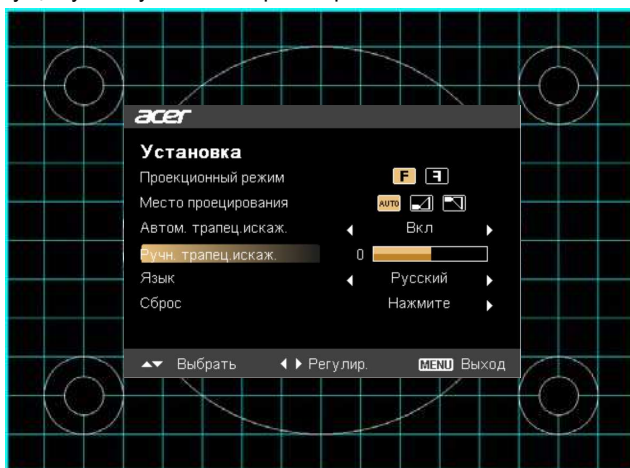 acer
Установка
Проекционный режим F F
Место проецирования AUTO
Автом. трапец.искаж. Вкл
Ручн. трапец.искаж. 0
Язык Русский
Сброс Нажмите
Выбрать Регулир. MENU Выход